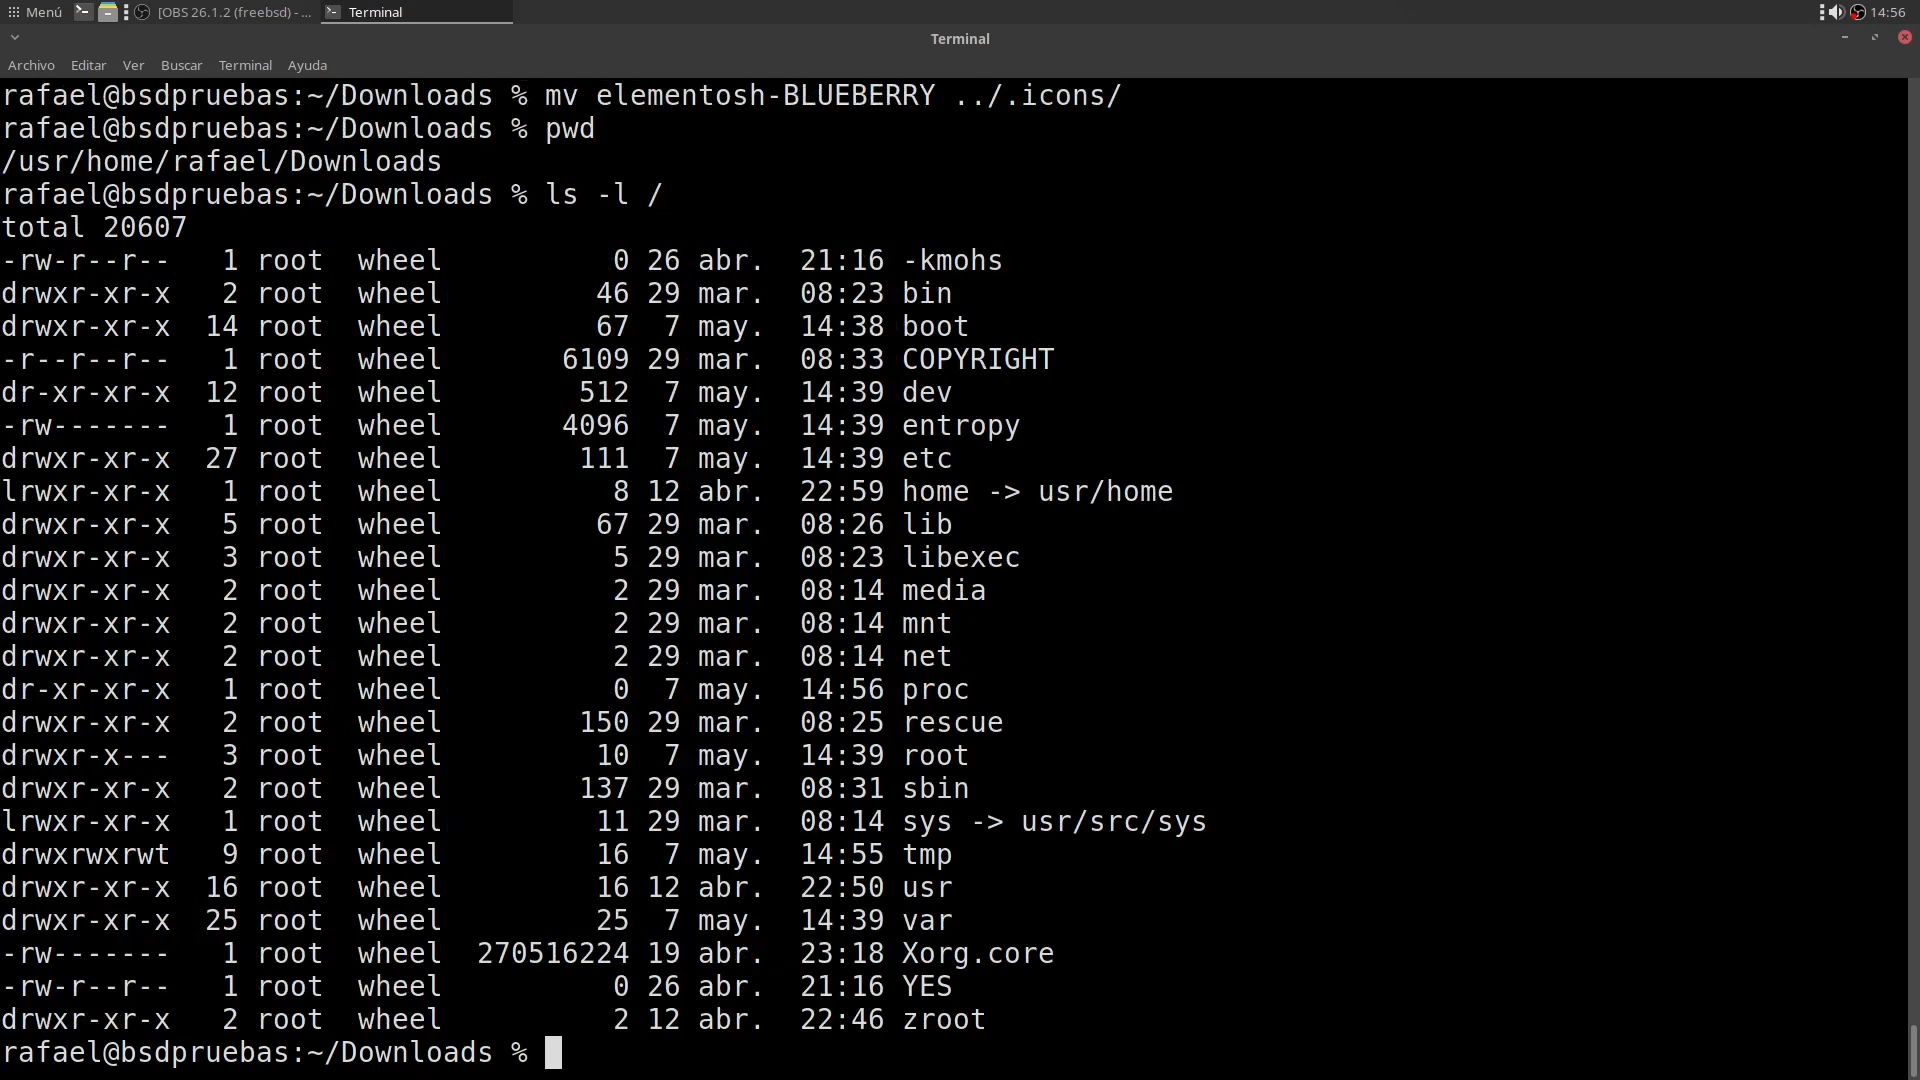 Menú [OBS 26.1.2 (freebsd) - ... Terminal 14:56
Terminal
Archivo Editar Ver Buscar Terminal Ayuda
rafael@bsdpruebas:~/Downloads % mv elementosh-BLUEBERRY ../.icons/
rafael@bsdpruebas:~/Downloads % pwd
/usr/home/rafael/Downloads
rafael@bsdpruebas:~/Downloads % ls -l /
total 20607
-rw-r--r--   1 root  wheel          0 26 abr.  21:16 -kmohs
drwxr-xr-x   2 root  wheel         46 29 mar.  08:23 bin
drwxr-xr-x  14 root  wheel         67  7 may.  14:38 boot
-r--r--r--   1 root  wheel       6109 29 mar.  08:33 COPYRIGHT
dr-xr-xr-x  12 root  wheel        512  7 may.  14:39 dev
-rw-------   1 root  wheel       4096  7 may.  14:39 entropy
drwxr-xr-x  27 root  wheel        111  7 may.  14:39 etc
lrwxr-xr-x   1 root  wheel          8 12 abr.  22:59 home -> usr/home
drwxr-xr-x   5 root  wheel         67 29 mar.  08:26 lib
drwxr-xr-x   3 root  wheel          5 29 mar.  08:23 libexec
drwxr-xr-x   2 root  wheel          2 29 mar.  08:14 media
drwxr-xr-x   2 root  wheel          2 29 mar.  08:14 mnt
drwxr-xr-x   2 root  wheel          2 29 mar.  08:14 net
dr-xr-xr-x   1 root  wheel          0  7 may.  14:56 proc
drwxr-xr-x   2 root  wheel        150 29 mar.  08:25 rescue
drwxr-x---   3 root  wheel         10  7 may.  14:39 root
drwxr-xr-x   2 root  wheel        137 29 mar.  08:31 sbin
lrwxr-xr-x   1 root  wheel         11 29 mar.  08:14 sys -> usr/src/sys
drwxrwxrwt   9 root  wheel         16  7 may.  14:55 tmp
drwxr-xr-x  16 root  wheel         16 12 abr.  22:50 usr
drwxr-xr-x  25 root  wheel         25  7 may.  14:39 var
-rw-------   1 root  wheel  270516224 19 abr.  23:18 Xorg.core
-rw-r--r--   1 root  wheel          0 26 abr.  21:16 YES
drwxr-xr-x   2 root  wheel          2 12 abr.  22:46 zroot
rafael@bsdpruebas:~/Downloads %